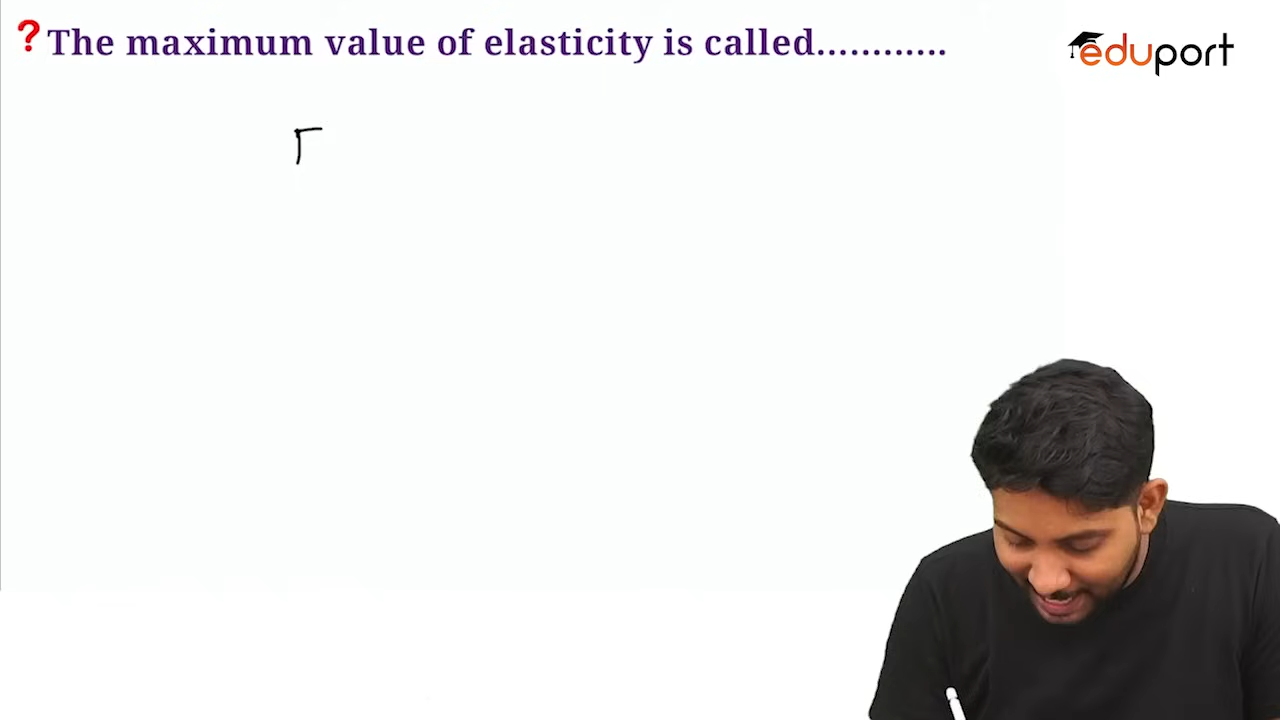 ❓The maximum value of elasticity is called............
eduport